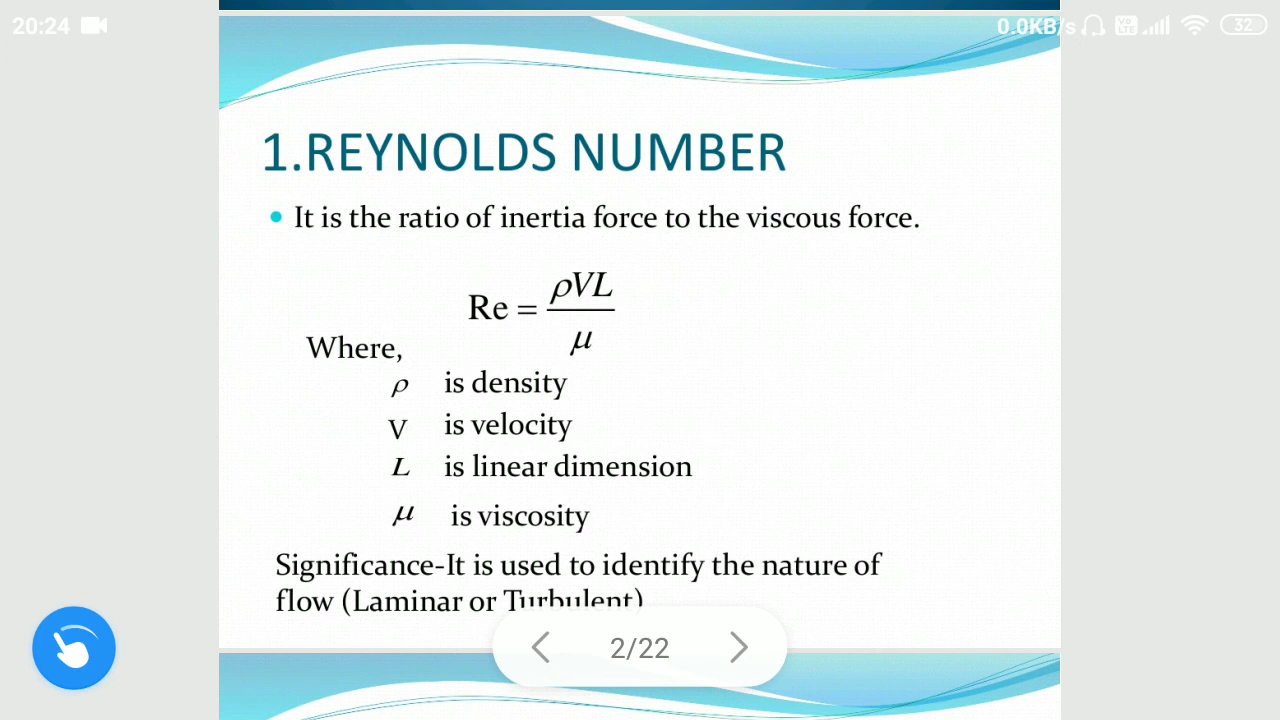 20:24
0.0KB/s
32
1.REYNOLDS NUMBER
• It is the ratio of inertia force to the viscous force.
Re = ρVL / μ
Where,
ρ is density
V is velocity
L is linear dimension
μ is viscosity
Significance-It is used to identify the nature of
flow (Laminar or Turbulent)
2/22